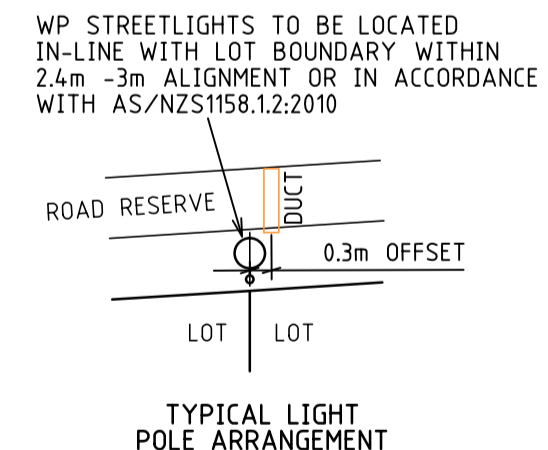 WP STREETLIGHTS TO BE LOCATED
IN-LINE WITH LOT BOUNDARY WITHIN
2.4m -3m ALIGNMENT OR IN ACCORDANCE
WITH AS/NZS1158.1.2:2010
ROAD RESERVE
DUCT
0.3m OFFSET
LOT
LOT
TYPICAL LIGHT
POLE ARRANGEMENT